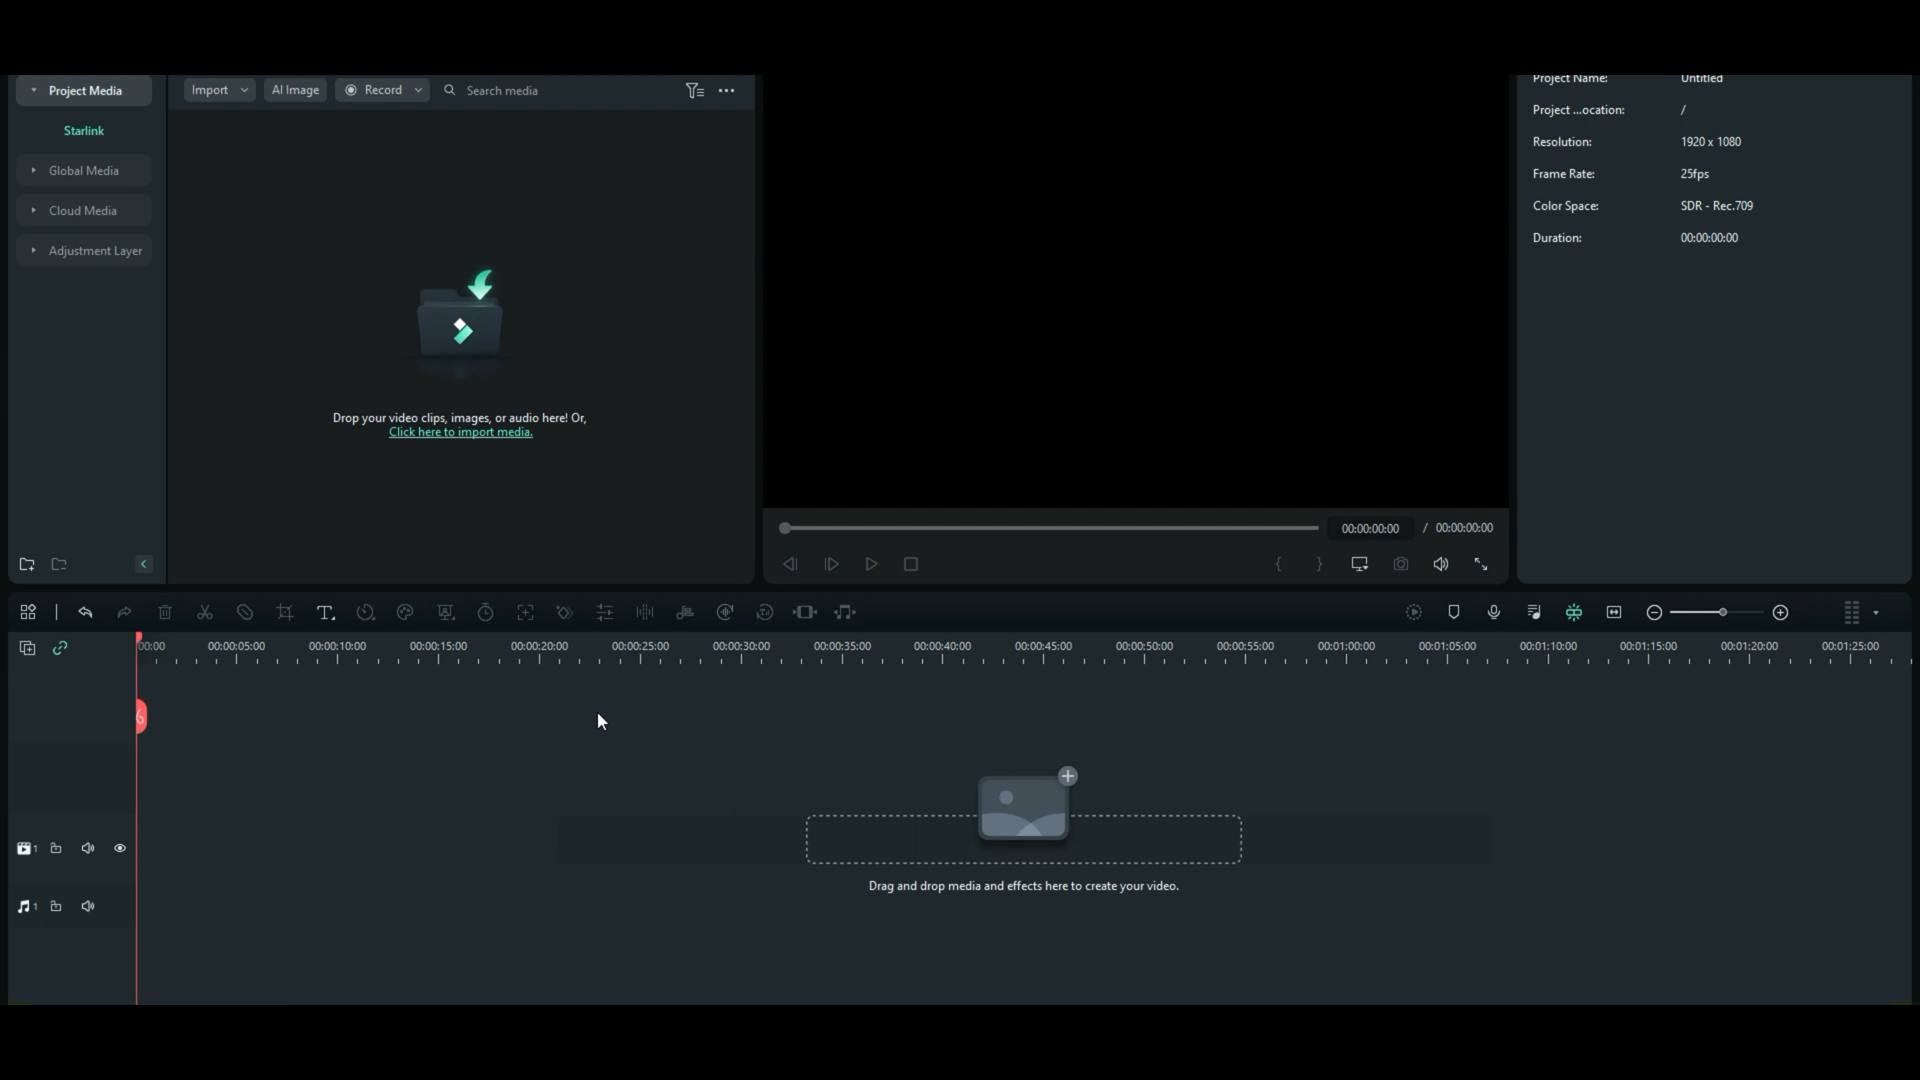 Project Media
Import
AI Image
Record
Search media
Starlink
Global Media
Cloud Media
Adjustment Layer
Drop your video clips, images, or audio here! Or,
Click here to import media.
Project Name: Untitled
Project ...ocation: /
Resolution: 1920 x 1080
Frame Rate: 25fps
Color Space: SDR - Rec.709
Duration: 00:00:00:00
00:00:00:00 / 00:00:00:00
00:00 00:00:05:00 00:00:10:00 00:00:15:00 00:00:20:00 00:00:25:00 00:00:30:00 00:00:35:00 00:00:40:00 00:00:45:00 00:00:50:00 00:00:55:00 00:01:00:00 00:01:05:00 00:01:10:00 00:01:15:00 00:01:20:00 00:01:25:00
1
Drag and drop media and effects here to create your video.
1